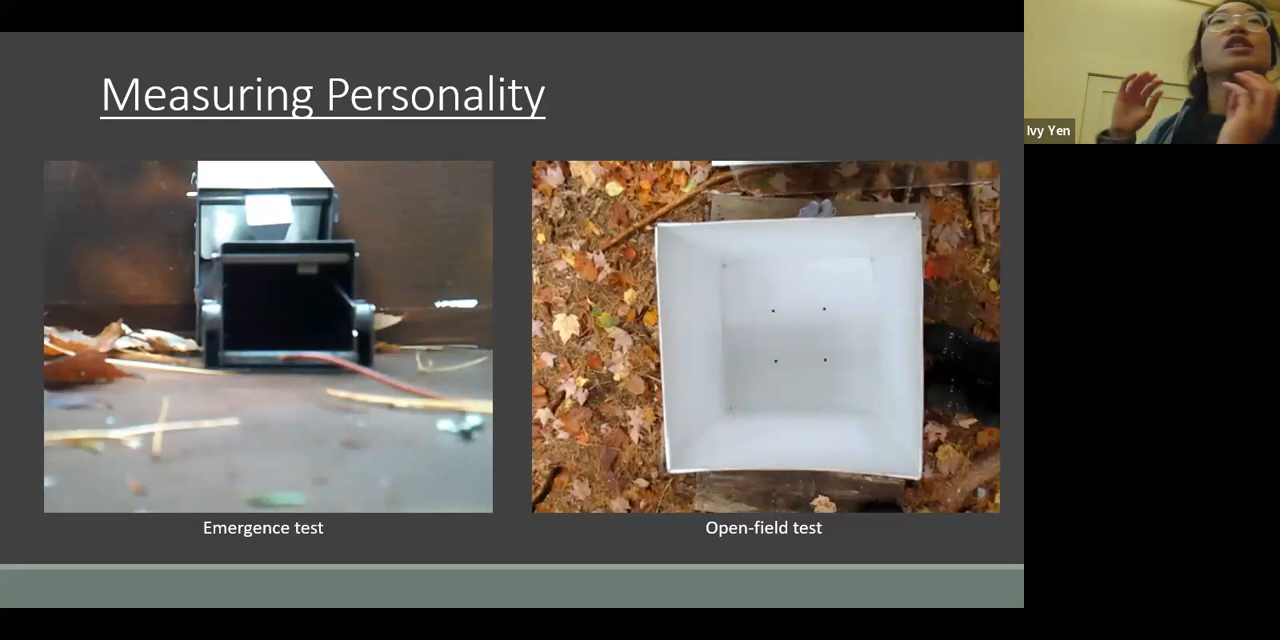 Measuring Personality
Ivy Yen
Emergence test
Open-field test